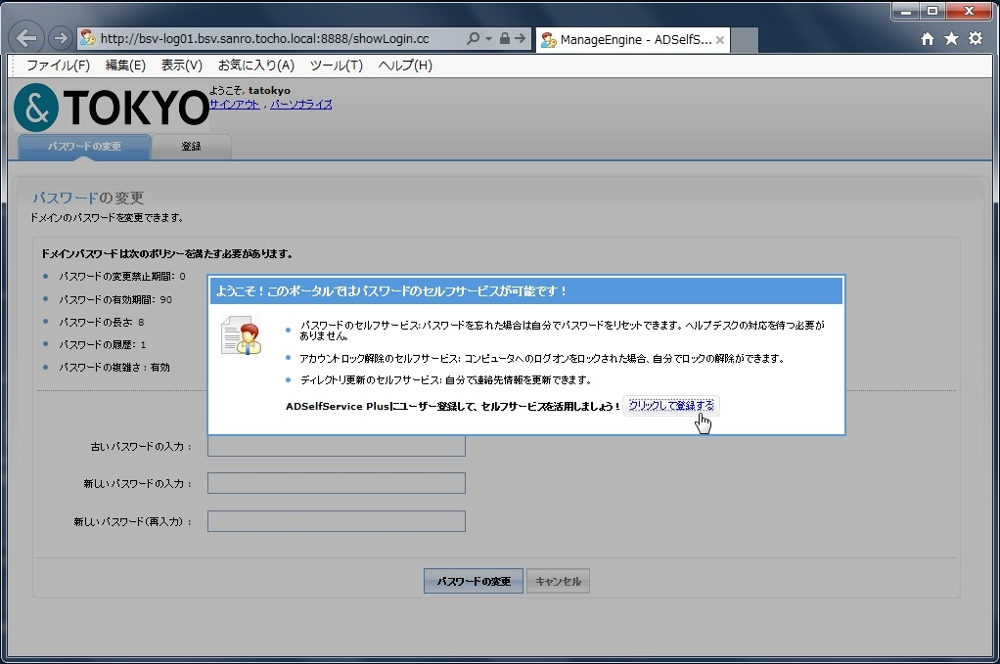 http://bsv-log01.bsv.sanro.tocho.local:8888/showLogin.cc
ManageEngine - ADSelfS...
ファイル(F) 編集(E) 表示(V) お気に入り(A) ツール(T) ヘルプ(H)
& TOKYO
ようこそ, tatokyo
サインアウト , パーソナライズ
パスワードの変更 登録
パスワードの変更
ドメインのパスワードを変更できます。
ドメインパスワードは次のポリシーを満たす必要があります。
パスワードの変更禁止期間: 0
パスワードの有効期間: 90
パスワードの長さ: 8
パスワードの履歴: 1
パスワードの複雑さ : 有効
ようこそ！このポータルではパスワードのセルフサービスが可能です！
パスワードのセルフサービス: パスワードを忘れた場合は自分でパスワードをリセットできます。ヘルプデスクの対応を待つ必要が
ありません。
アカウントロック解除のセルフサービス: コンピュータへのログオンをロックされた場合、自分でロックの解除ができます。
ディレクトリ更新のセルフサービス: 自分で連絡先情報を更新できます。
ADSelfService Plusにユーザー登録して、セルフサービスを活用しましょう！ クリックして登録する
古いパスワードの入力 :
新しいパスワードの入力 :
新しいパスワード(再入力) :
パスワードの変更 キャンセル